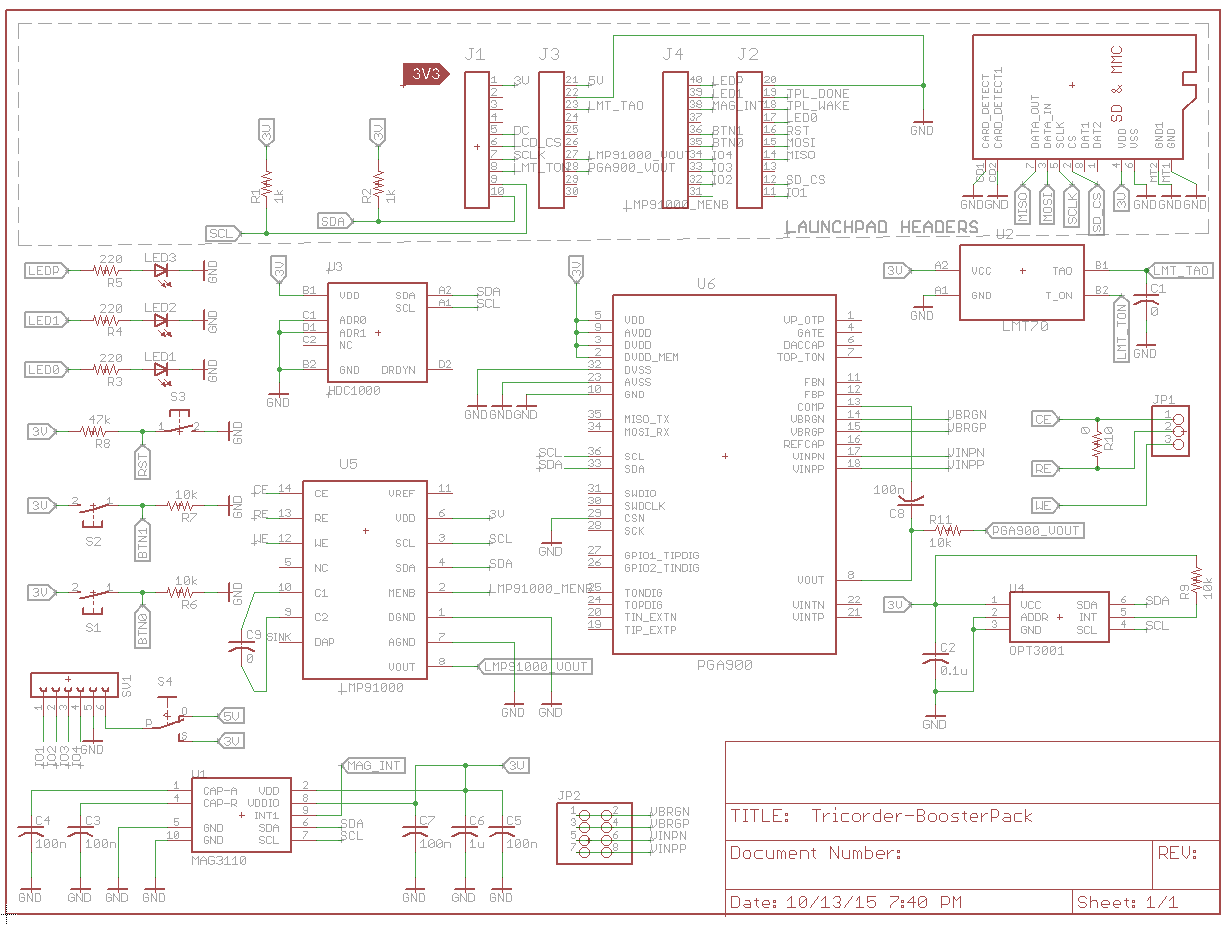 J1
J3
J4
J2
3V3
1 3V
2
3
4
5 DC
6 LCD_CS
7 SCLK
8 LMT_TON
9
10
21 5V
22
23 LMT_TAO
24
25
26
27 LMP91000_VOUT
28 PGA900_VOUT
29
30
40 LEDP
39 LED1
38 MAG_INT
37
36 BTN1
35 BTN0
34 IO4
33 IO3
32 IO2
31
LMP91000_MENB
20
19 TPL_DONE
18 TPL_WAKE
17 LED0
16 RST
15 MOSI
14 MISO
13
12 SD_CS
11 IO1
GND
3V
R1
1k
3V
R2
1k
SDA
SCL
SD & MMC
CARD_DETECT
CARD_DETECT1
DATA_OUT
DATA_IN
SCLK
CS
DAT1
DAT2
VDD
VSS
GND1
GND
CD1
CD2
7
3
5
2
8
1
4
6
MT2
MT1
GND
GND
MISO
MOSI
SCLK
SD_CS
3V
GND
GND
GND
LAUNCHPAD HEADERS
LEDP
220
R5
LED3
GND
LED1
220
R4
LED2
GND
LED0
220
R3
LED1
GND
3V
47k
R8
S3
1
2
GND
RST
3V
2
1
S2
BTN1
10k
R7
GND
3V
2
1
S1
BTN0
10k
R6
GND
3V
U3
B1 VDD
C1 ADR0
D1 ADR1
C2 NC
B2 GND
SDA A2 SDA
SCL A1 SCL
DRDYN D2
HDC1000
GND
U5
CE 14 CE
RE 13 RE
WE 12 WE
5 NC
10 C1
9 C2
SINK DAP
VREF 11
VDD 6 3V
SCL 3 SCL
SDA 4 SDA
MENB 2 LMP91000_MENB
DGND 1
AGND 7
VOUT 8 LMP91000_VOUT
LMP91000
C9
0
GND
GND
3V
U6
5 VDD
9 AVDD
3 DVDD
2 DVDD_MEM
32 DVSS
23 AVSS
10 GND
35 MISO_TX
34 MOSI_RX
SCL 36 SCL
SDA 33 SDA
31 SWDIO
30 SWDCLK
29 CSN
28 SCK
27 GPIO1_TIPDIG
26 GPIO2_TINDIG
25 TONDIG
24 TOPDIG
20 TIN_EXTN
19 TIP_EXTP
VP_OTP 1
GATE 4
DACCAP 6
TOP_TON 7
FBN 11
FBP 12
COMP 13
VBRGN 14 VBRGN
VBRGP 15 VBRGP
REFCAP 16
VINPN 17 VINPN
VINPP 18 VINPP
VOUT 8
VINTN 22
VINTP 21
PGA900
GND
GND
GND
GND
100n
C8
R11
10k
PGA900_VOUT
U2
3V A2 VCC
A1 GND
TAO B1 LMT_TAO
T_ON B2
LMT70
GND
LMT_TON
C1
0
GND
CE
RE
WE
0
R10
JP1
1
2
3
3V
U4
1 VCC
2 ADDR
3 GND
SDA 6 SDA
INT 5
SCL 4 SCL
OPT3001
R9
10k
C2
0.1u
GND
SV1
1
2
3
4
5
6
IO1
IO2
IO3
IO4
GND
S4
P
O
S
5V
3V
U1
1 CAP-A
4 CAP-R
5 GND
10 GND
VDD 2
VDDIO 8
INT1 9
SDA 6 SDA
SCL 7 SCL
MAG3110
MAG_INT
3V
C4
100n
C3
100n
C7
100n
C6
1u
C5
100n
GND
GND
GND
GND
GND
GND
GND
JP2
1 2 VBRGN
3 4 VBRGP
5 6 VINPN
7 8 VINPP
TITLE: Tricorder-BoosterPack
Document Number:
REV:
Date: 10/13/15 7:40 PM
Sheet: 1/1